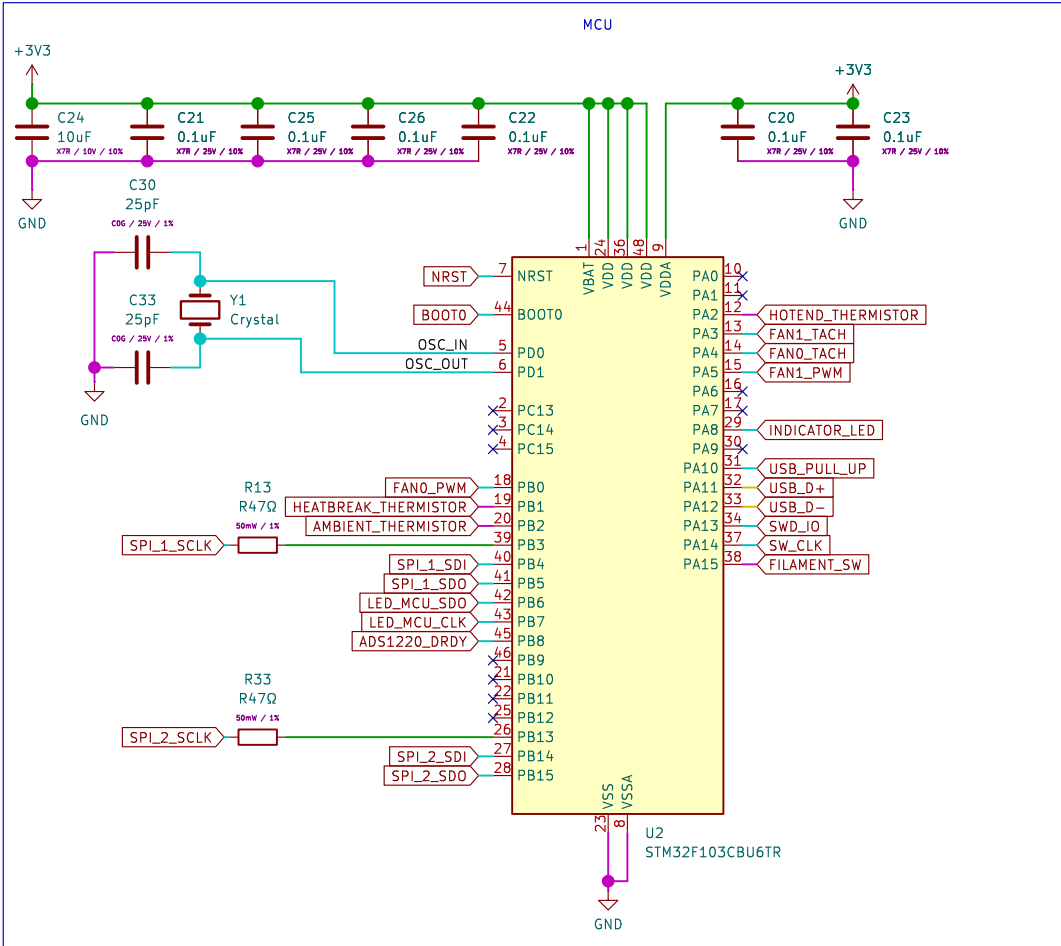 MCU
+3V3
+3V3
C24
10uF
X7R / 10V / 10%
C21
0.1uF
X7R / 25V / 10%
C25
0.1uF
X7R / 25V / 10%
C26
0.1uF
X7R / 25V / 10%
C22
0.1uF
X7R / 25V / 10%
C20
0.1uF
X7R / 25V / 10%
C23
0.1uF
X7R / 25V / 10%
GND
GND
C30
25pF
C0G / 25V / 1%
C33
25pF
C0G / 25V / 1%
Y1
Crystal
GND
OSC_IN
OSC_OUT
1 VBAT
24 VDD
36 VDD
48 VDD
9 VDDA
NRST 7 NRST
BOOT0 44 BOOT0
5 PD0
6 PD1
2 PC13
3 PC14
4 PC15
FAN0_PWM 18 PB0
HEATBREAK_THERMISTOR 19 PB1
AMBIENT_THERMISTOR 20 PB2
R13
R47Ω
50mW / 1%
SPI_1_SCLK 39 PB3
SPI_1_SDI 40 PB4
SPI_1_SDO 41 PB5
LED_MCU_SDO 42 PB6
LED_MCU_CLK 43 PB7
ADS1220_DRDY 45 PB8
46 PB9
21 PB10
22 PB11
25 PB12
R33
R47Ω
50mW / 1%
SPI_2_SCLK 26 PB13
SPI_2_SDI 27 PB14
SPI_2_SDO 28 PB15
PA0 10
PA1 11
PA2 12 HOTEND_THERMISTOR
PA3 13 FAN1_TACH
PA4 14 FAN0_TACH
PA5 15 FAN1_PWM
PA6 16
PA7 17
PA8 29 INDICATOR_LED
PA9 30
PA10 31 USB_PULL_UP
PA11 32 USB_D+
PA12 33 USB_D-
PA13 34 SWD_IO
PA14 37 SW_CLK
PA15 38 FILAMENT_SW
VSS 23
VSSA 8
U2
STM32F103CBU6TR
GND